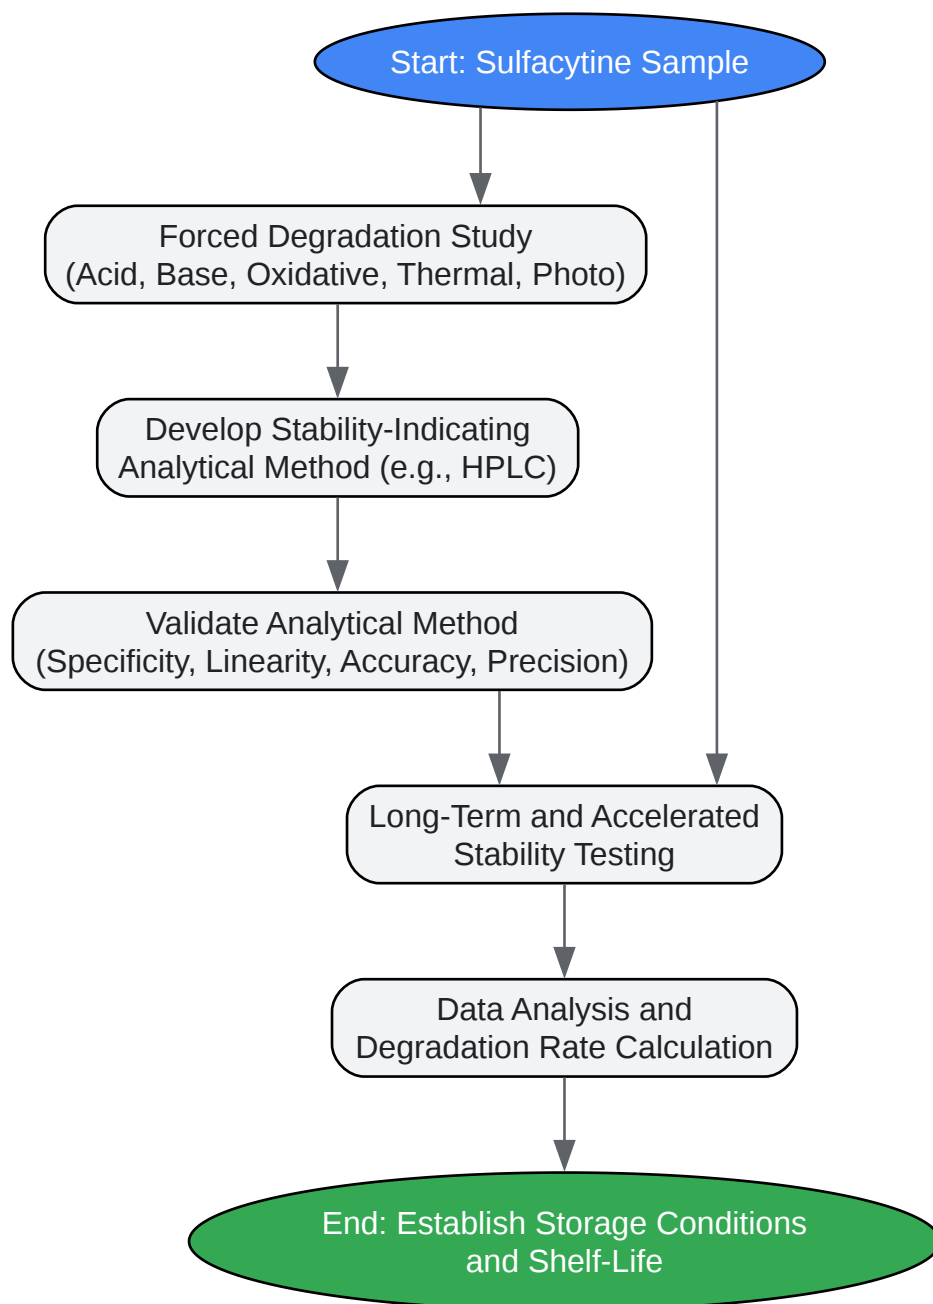 Start: Sulfacytine Sample
Forced Degradation Study
(Acid, Base, Oxidative, Thermal, Photo)
Develop Stability-Indicating
Analytical Method (e.g., HPLC)
Validate Analytical Method
(Specificity, Linearity, Accuracy, Precision)
Long-Term and Accelerated
Stability Testing
Data Analysis and
Degradation Rate Calculation
End: Establish Storage Conditions
and Shelf-Life